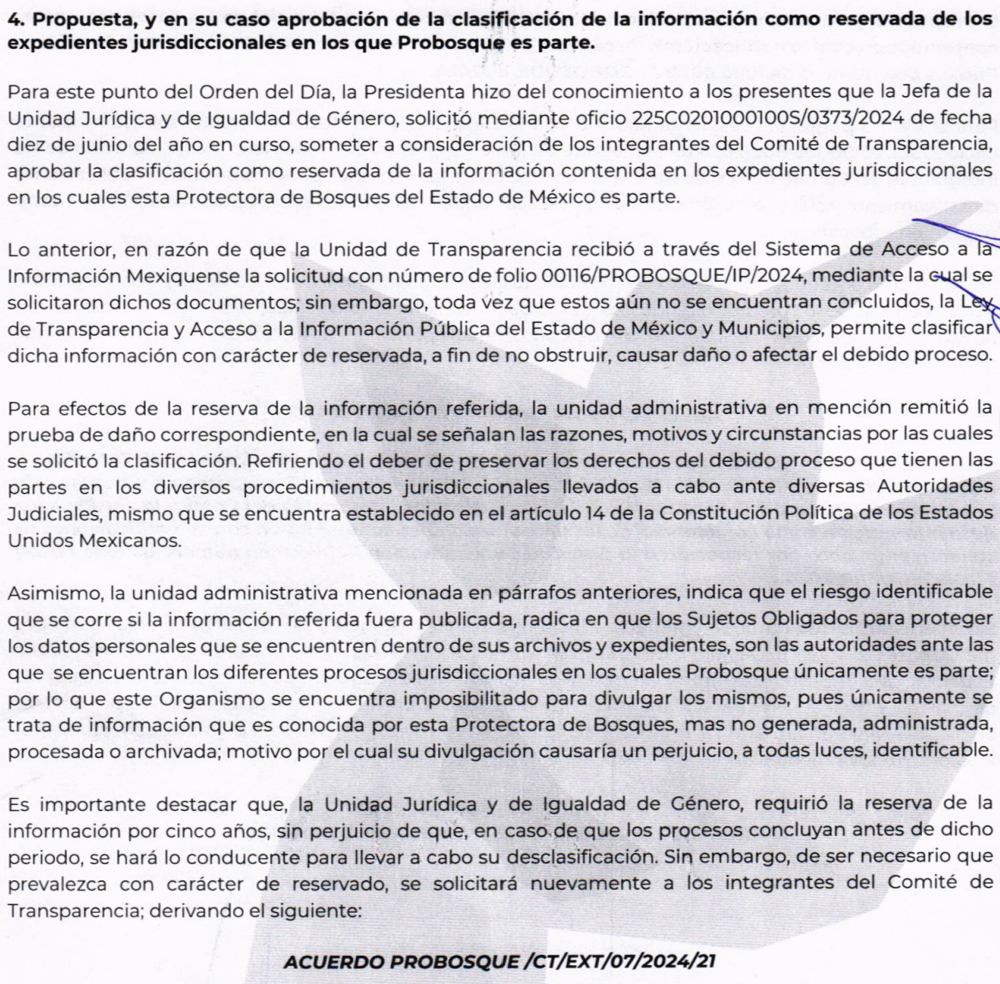 4. Propuesta, y en su caso aprobación de la clasificación de la información como reservada de los
expedientes jurisdiccionales en los que Probosque es parte.
Para este punto del Orden del Día, la Presidenta hizo del conocimiento a los presentes que la Jefa de la
Unidad Jurídica y de Igualdad de Género, solicitó mediante oficio 225C0201000100S/0373/2024 de fecha
diez de junio del año en curso, someter a consideración de los integrantes del Comité de Transparencia,
aprobar la clasificación como reservada de la información contenida en los expedientes jurisdiccionales
en los cuales esta Protectora de Bosques del Estado de México es parte.
Lo anterior, en razón de que la Unidad de Transparencia recibió a través del Sistema de Acceso a la
Información Mexiquense la solicitud con número de folio 00116/PROBOSQUE/IP/2024, mediante la cual se
solicitaron dichos documentos; sin embargo, toda vez que estos aún no se encuentran concluidos, la Ley
de Transparencia y Acceso a la Información Pública del Estado de México y Municipios, permite clasificar
dicha información con carácter de reservada, a fin de no obstruir, causar daño o afectar el debido proceso.
Para efectos de la reserva de la información referida, la unidad administrativa en mención remitió la
prueba de daño correspondiente, en la cual se señalan las razones, motivos y circunstancias por las cuales
se solicitó la clasificación. Refiriendo el deber de preservar los derechos del debido proceso que tienen las
partes en los diversos procedimientos jurisdiccionales llevados a cabo ante diversas Autoridades
Judiciales, mismo que se encuentra establecido en el artículo 14 de la Constitución Política de los Estados
Unidos Mexicanos.
Asimismo, la unidad administrativa mencionada en párrafos anteriores, indica que el riesgo identificable
que se corre si la información referida fuera publicada, radica en que los Sujetos Obligados para proteger
los datos personales que se encuentren dentro de sus archivos y expedientes, son las autoridades ante las
que se encuentran los diferentes procesos jurisdiccionales en los cuales Probosque únicamente es parte;
por lo que este Organismo se encuentra imposibilitado para divulgar los mismos, pues únicamente se
trata de información que es conocida por esta Protectora de Bosques, mas no generada, administrada,
procesada o archivada; motivo por el cual su divulgación causaría un perjuicio, a todas luces, identificable.
Es importante destacar que, la Unidad Jurídica y de Igualdad de Género, requirió la reserva de la
información por cinco años, sin perjuicio de que, en caso de que los procesos concluyan antes de dicho
periodo, se hará lo conducente para llevar a cabo su desclasificación. Sin embargo, de ser necesario que
prevalezca con carácter de reservado, se solicitará nuevamente a los integrantes del Comité de
Transparencia; derivando el siguiente:
ACUERDO PROBOSQUE /CT/EXT/07/2024/21